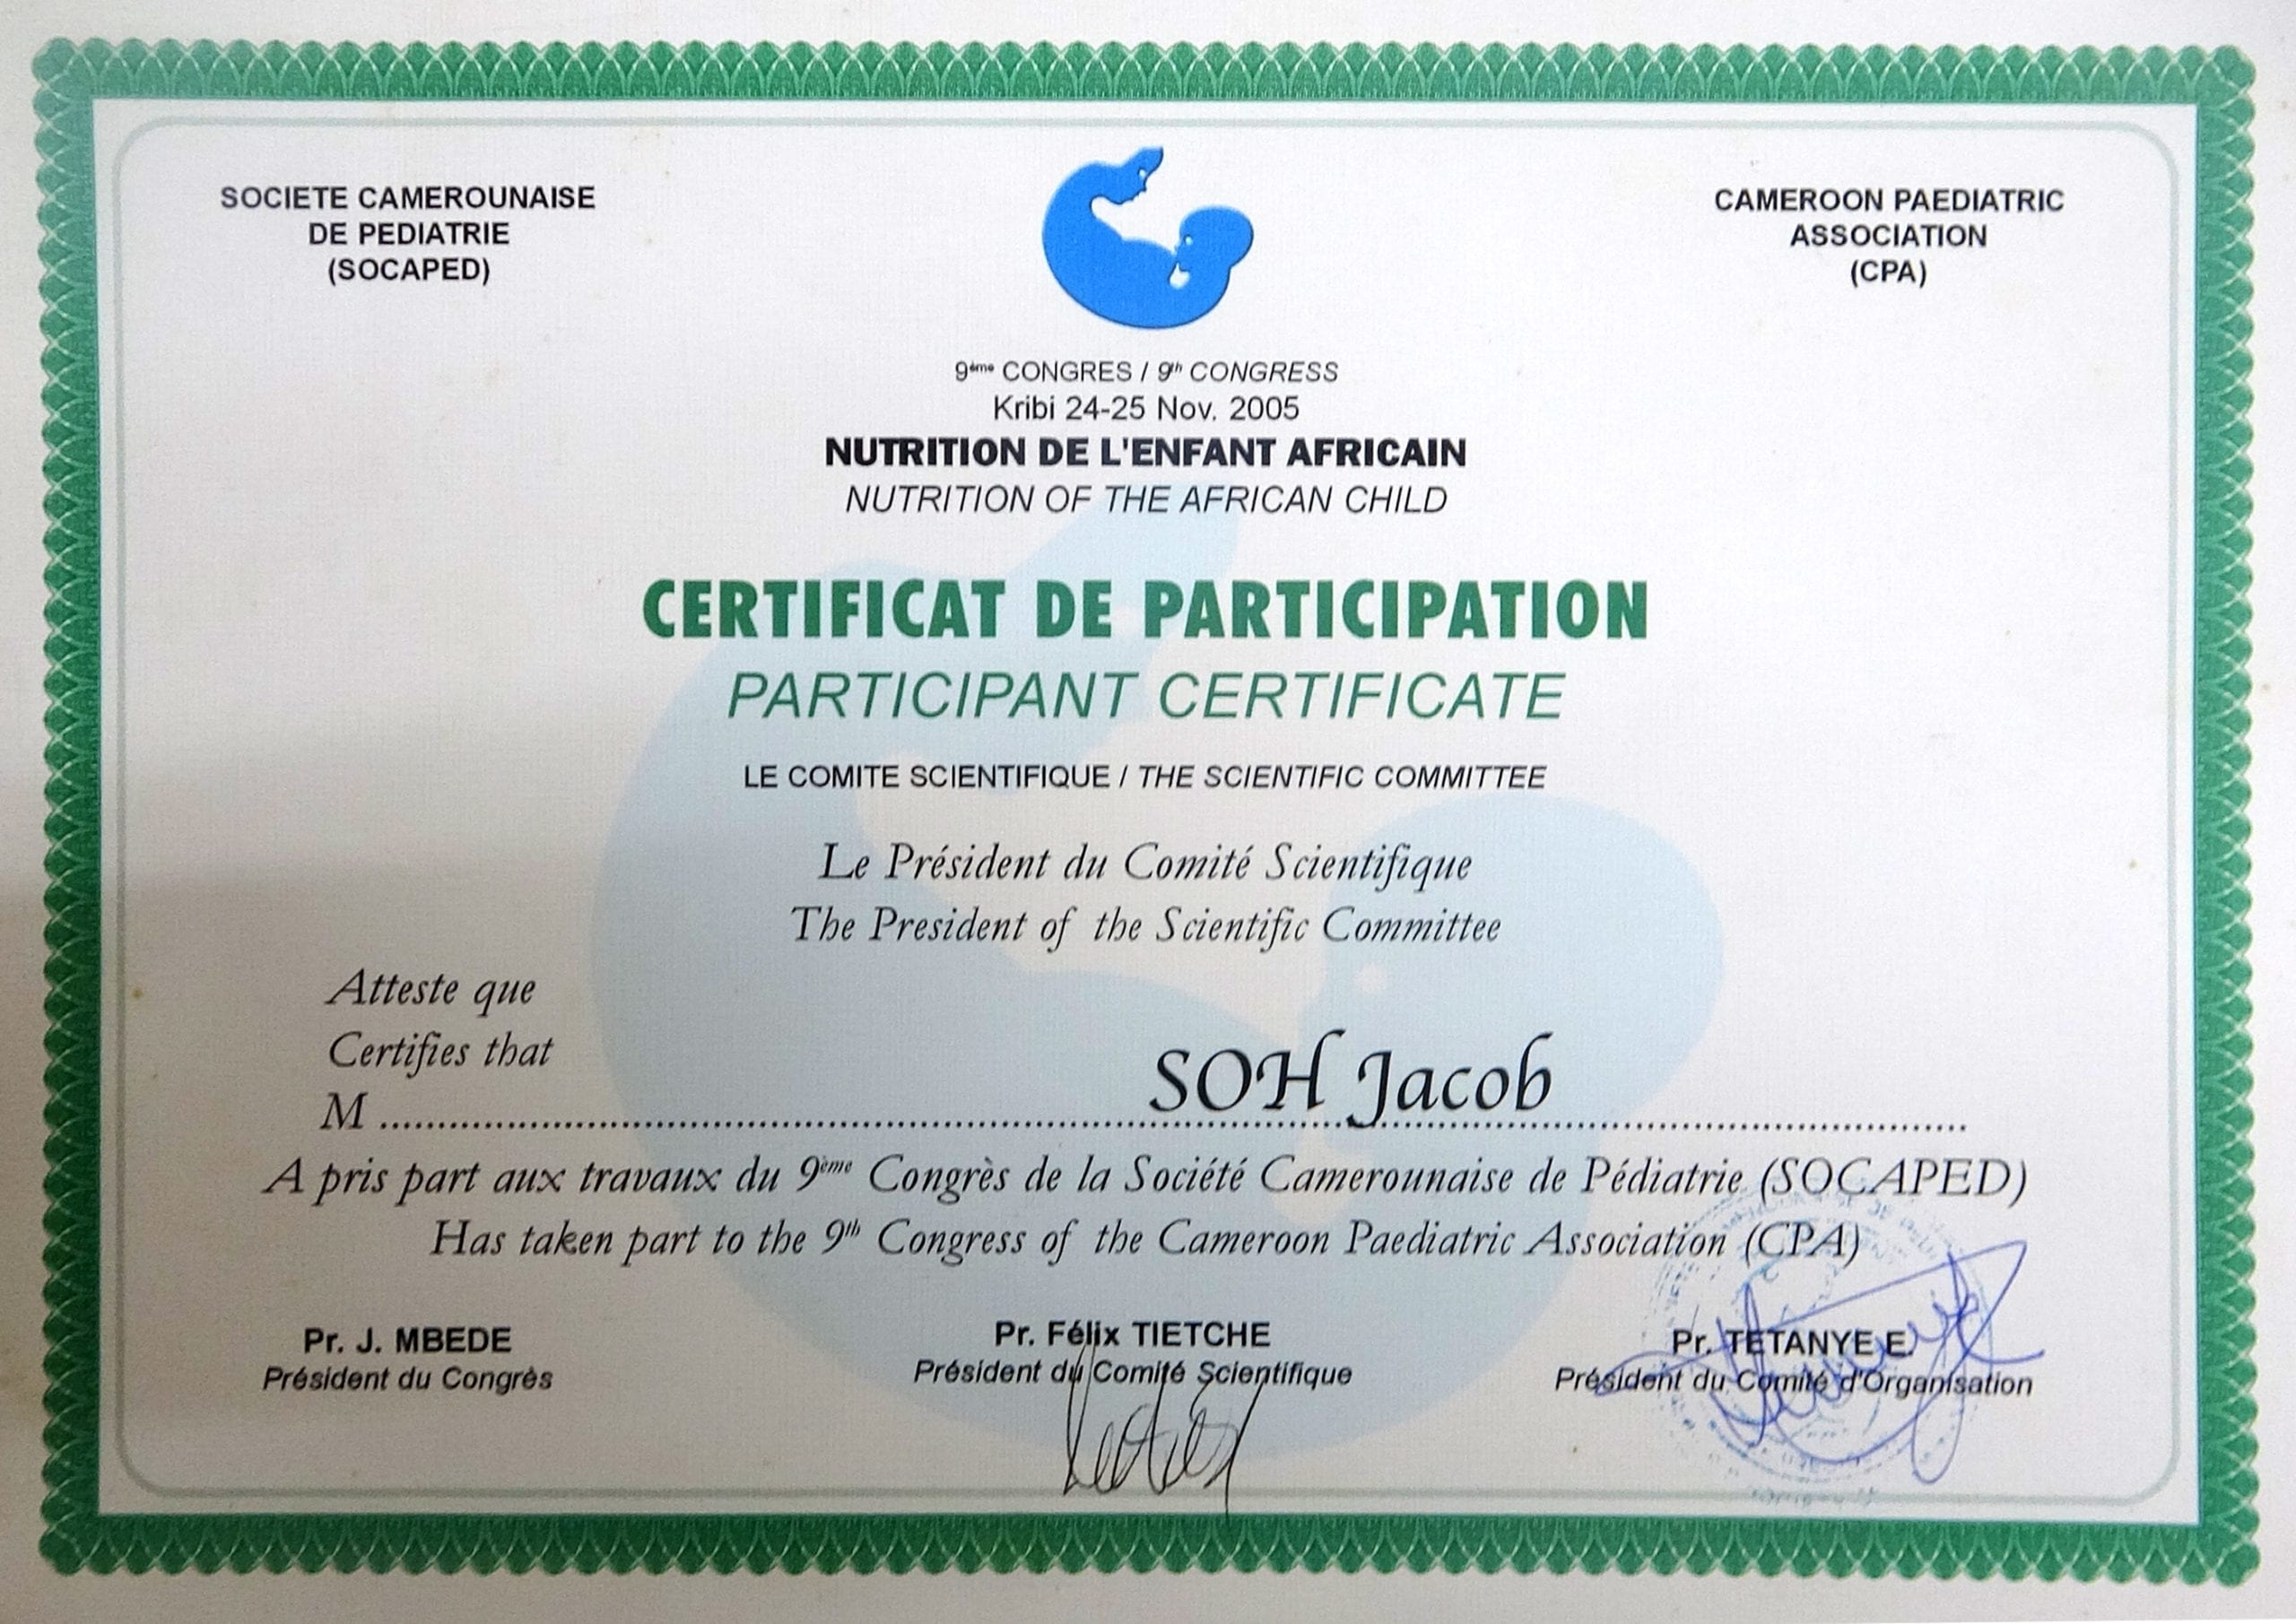 SOCIETE CAMEROUNAISE
DE PEDIATRIE
(SOCAPED)
CAMEROON PAEDIATRIC
ASSOCIATION
(CPA)
9ème CONGRES / 9th CONGRESS
Kribi 24-25 Nov. 2005
NUTRITION DE L'ENFANT AFRICAIN
NUTRITION OF THE AFRICAN CHILD
CERTIFICAT DE PARTICIPATION
PARTICIPANT CERTIFICATE
LE COMITE SCIENTIFIQUE / THE SCIENTIFIC COMMITTEE
Le Président du Comité Scientifique
The President of the Scientific Committee
Atteste que
Certifies that
M SOH Jacob
A pris part aux travaux du 9ème Congrès de la Société Camerounaise de Pédiatrie (SOCAPED)
Has taken part to the 9th Congress of the Cameroon Paediatric Association (CPA)
Pr. J. MBEDE
Président du Congrès
Pr. Félix TIETCHE
Président du Comité Scientifique
Pr. TETANYE E.
Président du Comité d'Organisation